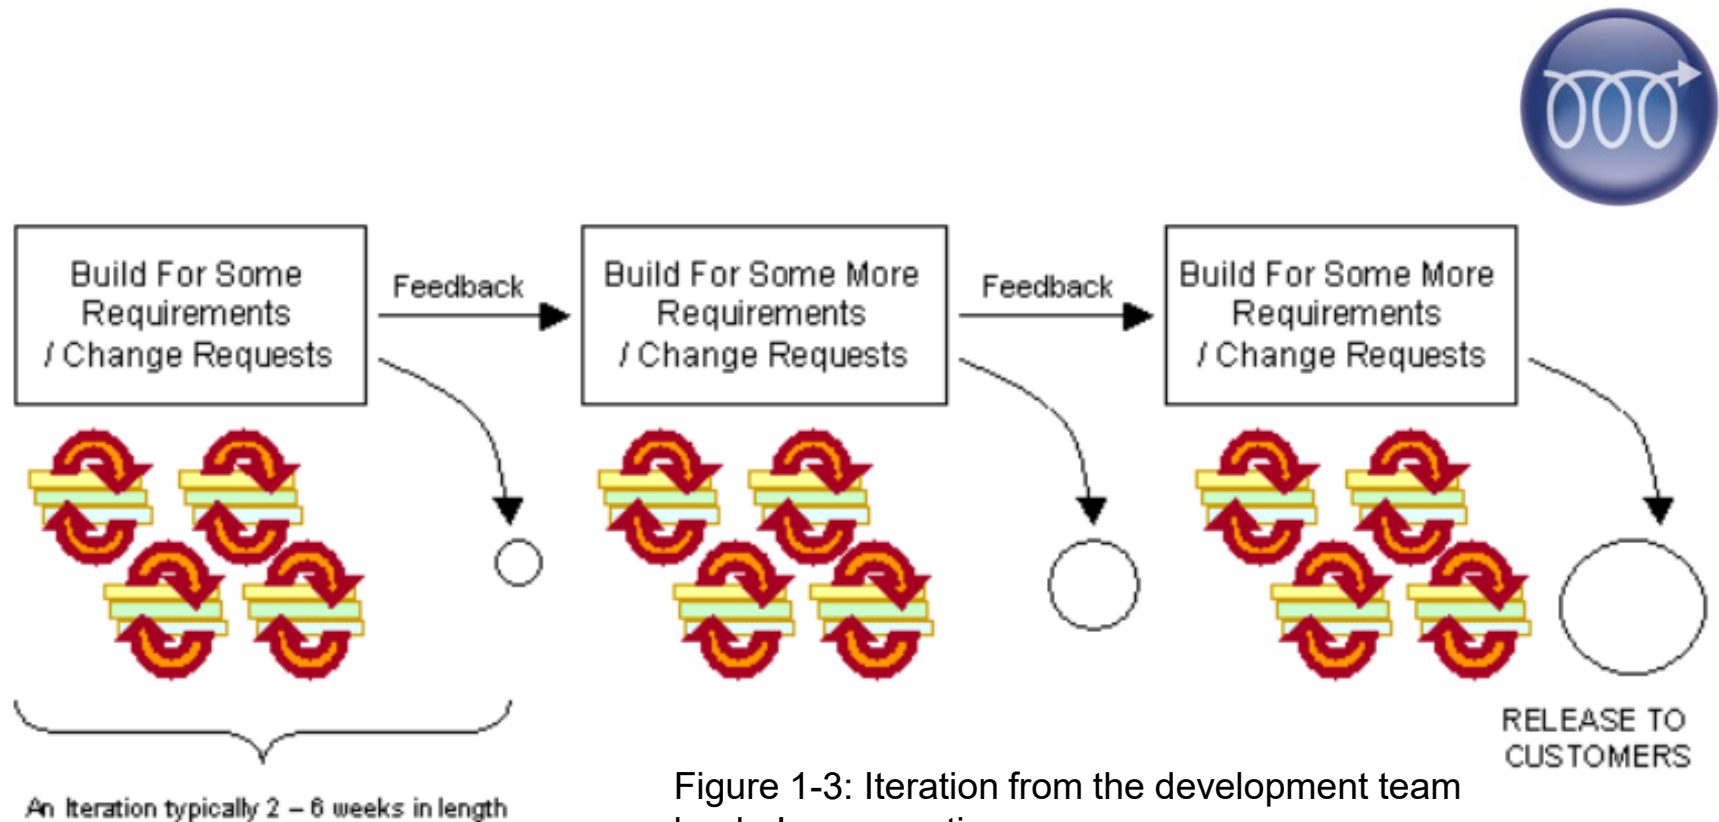 Build For Some
Requirements
/ Change Requests
Feedback
Build For Some More
Requirements
/ Change Requests
Feedback
Build For Some More
Requirements
/ Change Requests
RELEASE TO
CUSTOMERS
An Iteration typically 2 – 6 weeks in length
Figure 1-3: Iteration from the development team